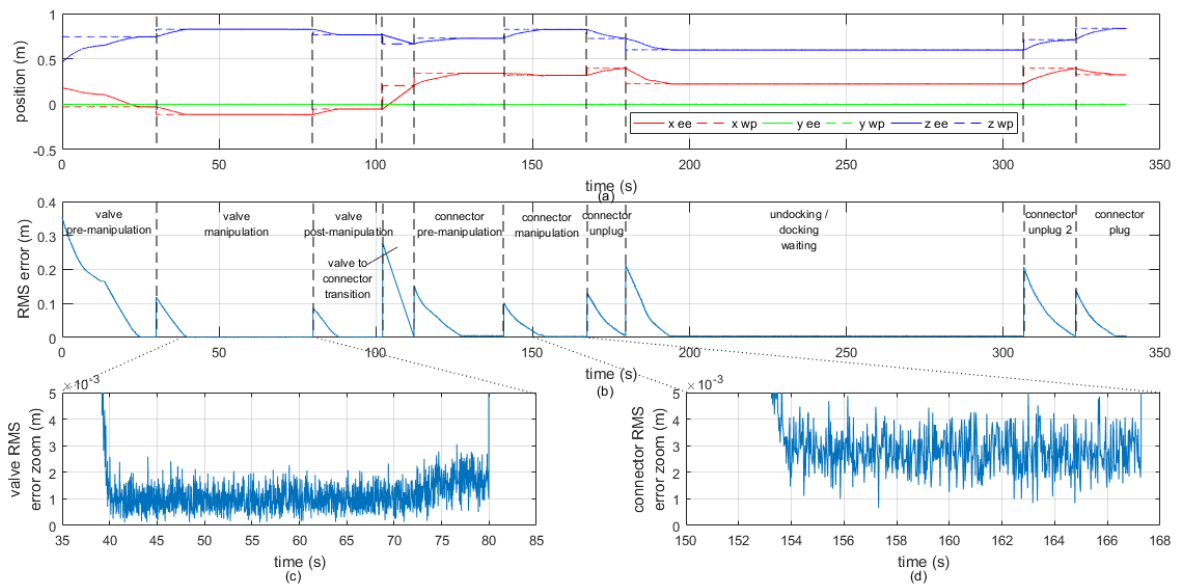 position (m)
1
0.5
0
-0.5
0 50 100 150 200 250 300 350
x ee x wp y ee y wp z ee z wp
time (s)
(a)
RMS error (m)
0.4
0.3
0.2
0.1
0
valve
pre-manipulation
valve
manipulation
valve
post-manipulation
valve to
connector
transition
connector
pre-manipulation
connector
manipulation
connector
unplug
undocking /
docking
waiting
connector
unplug 2
connector
plug
0 50 100 150 200 250 300 350
time (s)
(b)
valve RMS
error zoom (m)
×10⁻³
5
4
3
2
1
0
35 40 45 50 55 60 65 70 75 80 85
time (s)
(c)
connector RMS
error zoom (m)
×10⁻³
5
4
3
2
1
0
150 152 154 156 158 160 162 164 166 168
time (s)
(d)